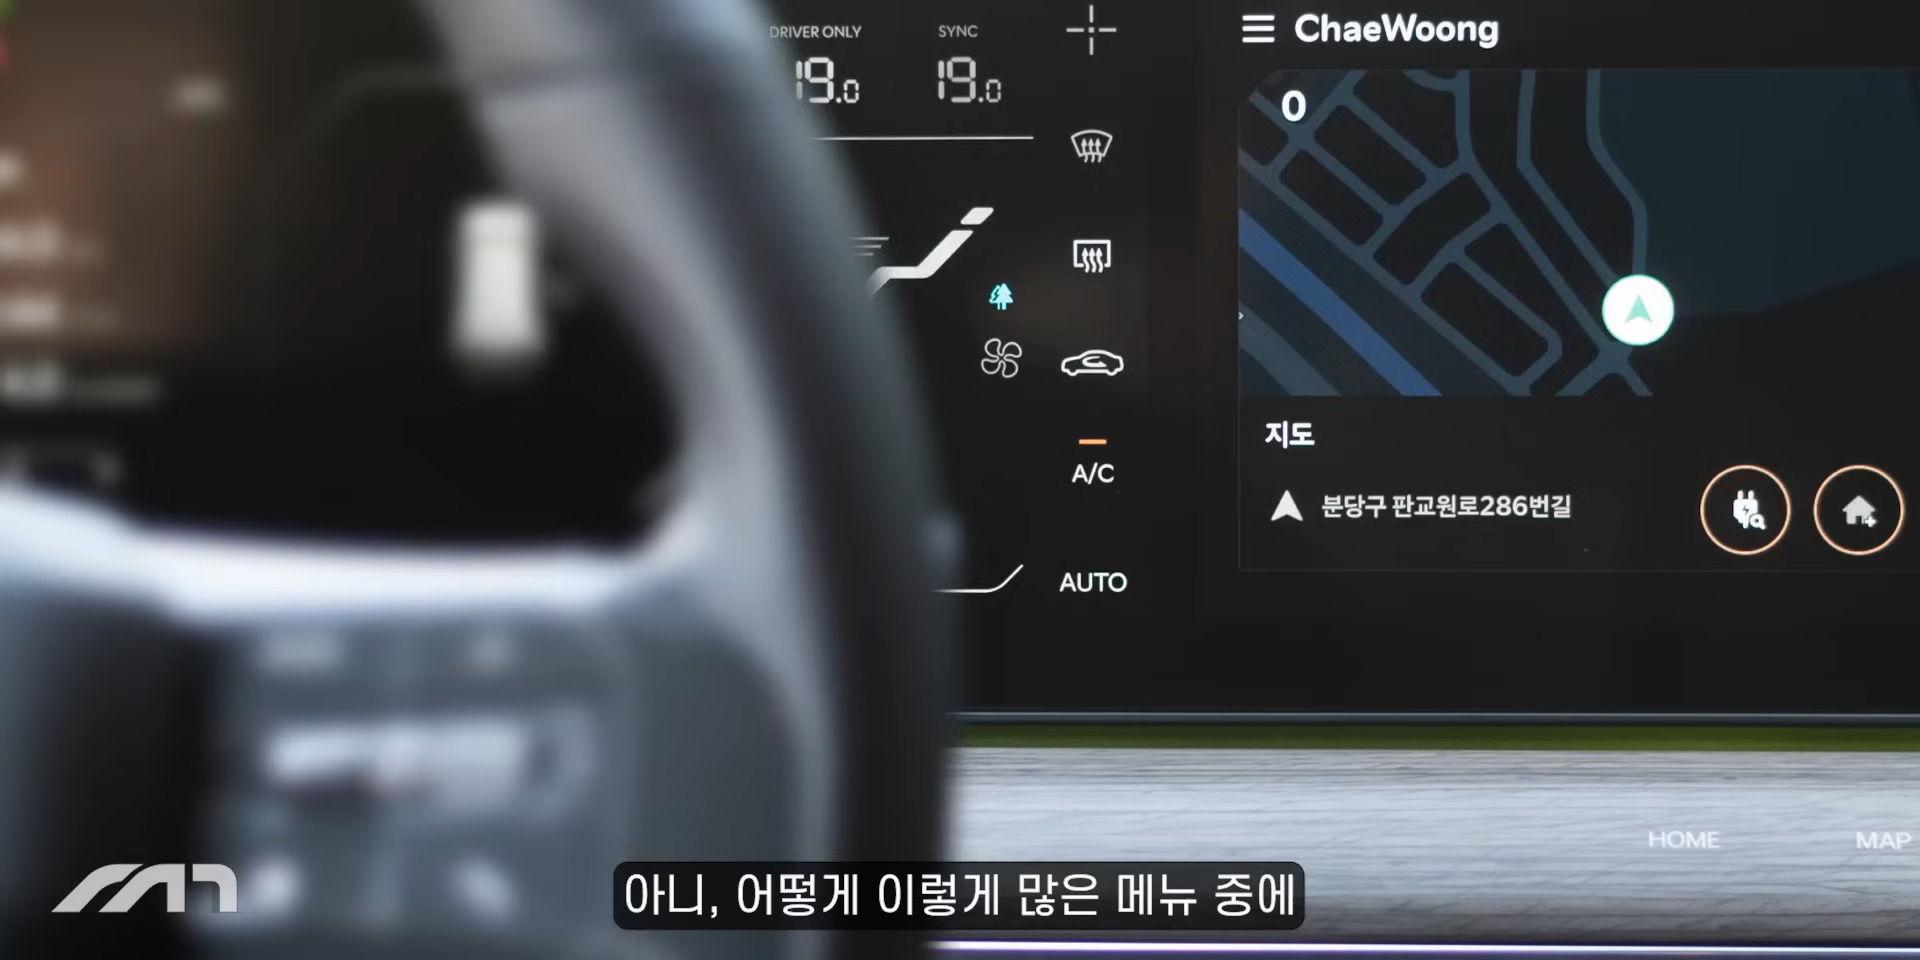 DRIVER ONLY
SYNC
19.0
19.0
ChaeWoong
0
지도
A/C
분당구 판교원로286번길
AUTO
HOME
MAP
아니, 어떻게 이렇게 많은 메뉴 중에